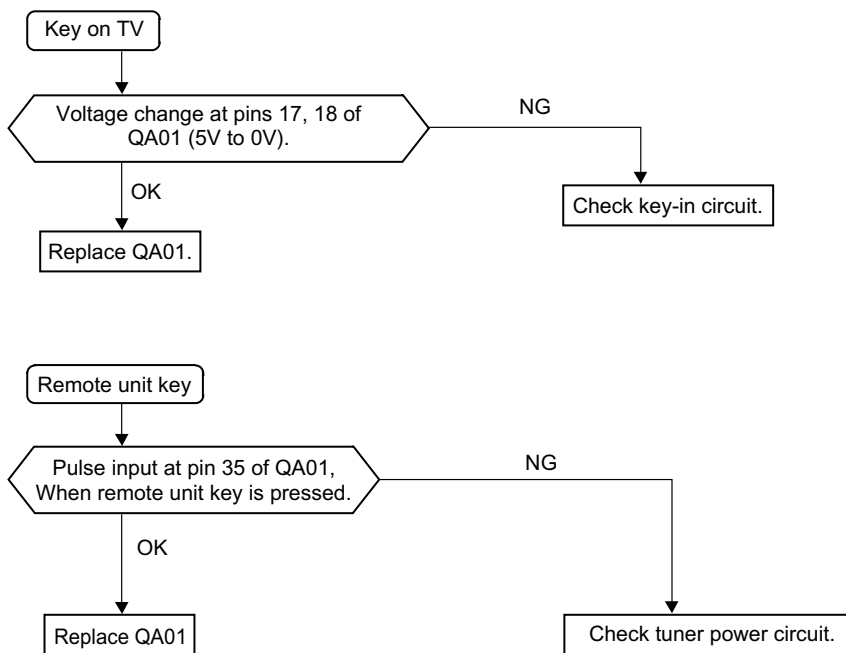 Key on TV
Voltage change at pins 17, 18 of
QA01 (5V to 0V).
NG
OK
Check key-in circuit.
Replace QA01.
Remote unit key
Pulse input at pin 35 of QA01,
When remote unit key is pressed.
NG
OK
Replace QA01
Check tuner power circuit.